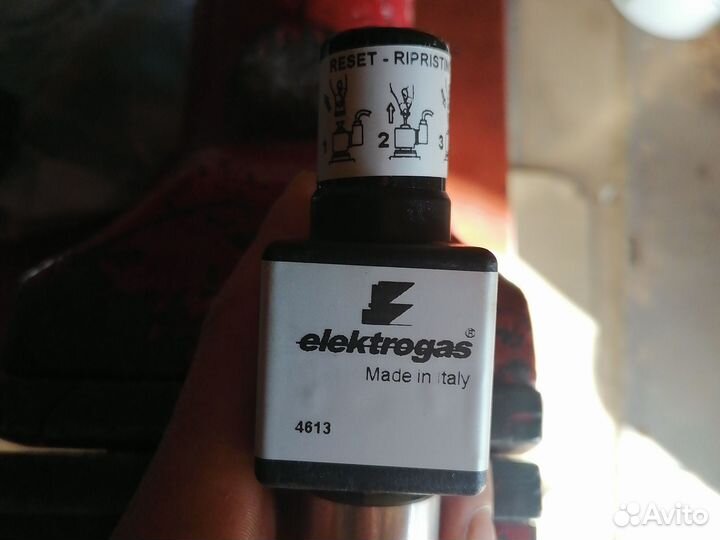 RESET - RIPRISTIN
1 2 3
elektrogas®
Made in Italy
4613
Avito